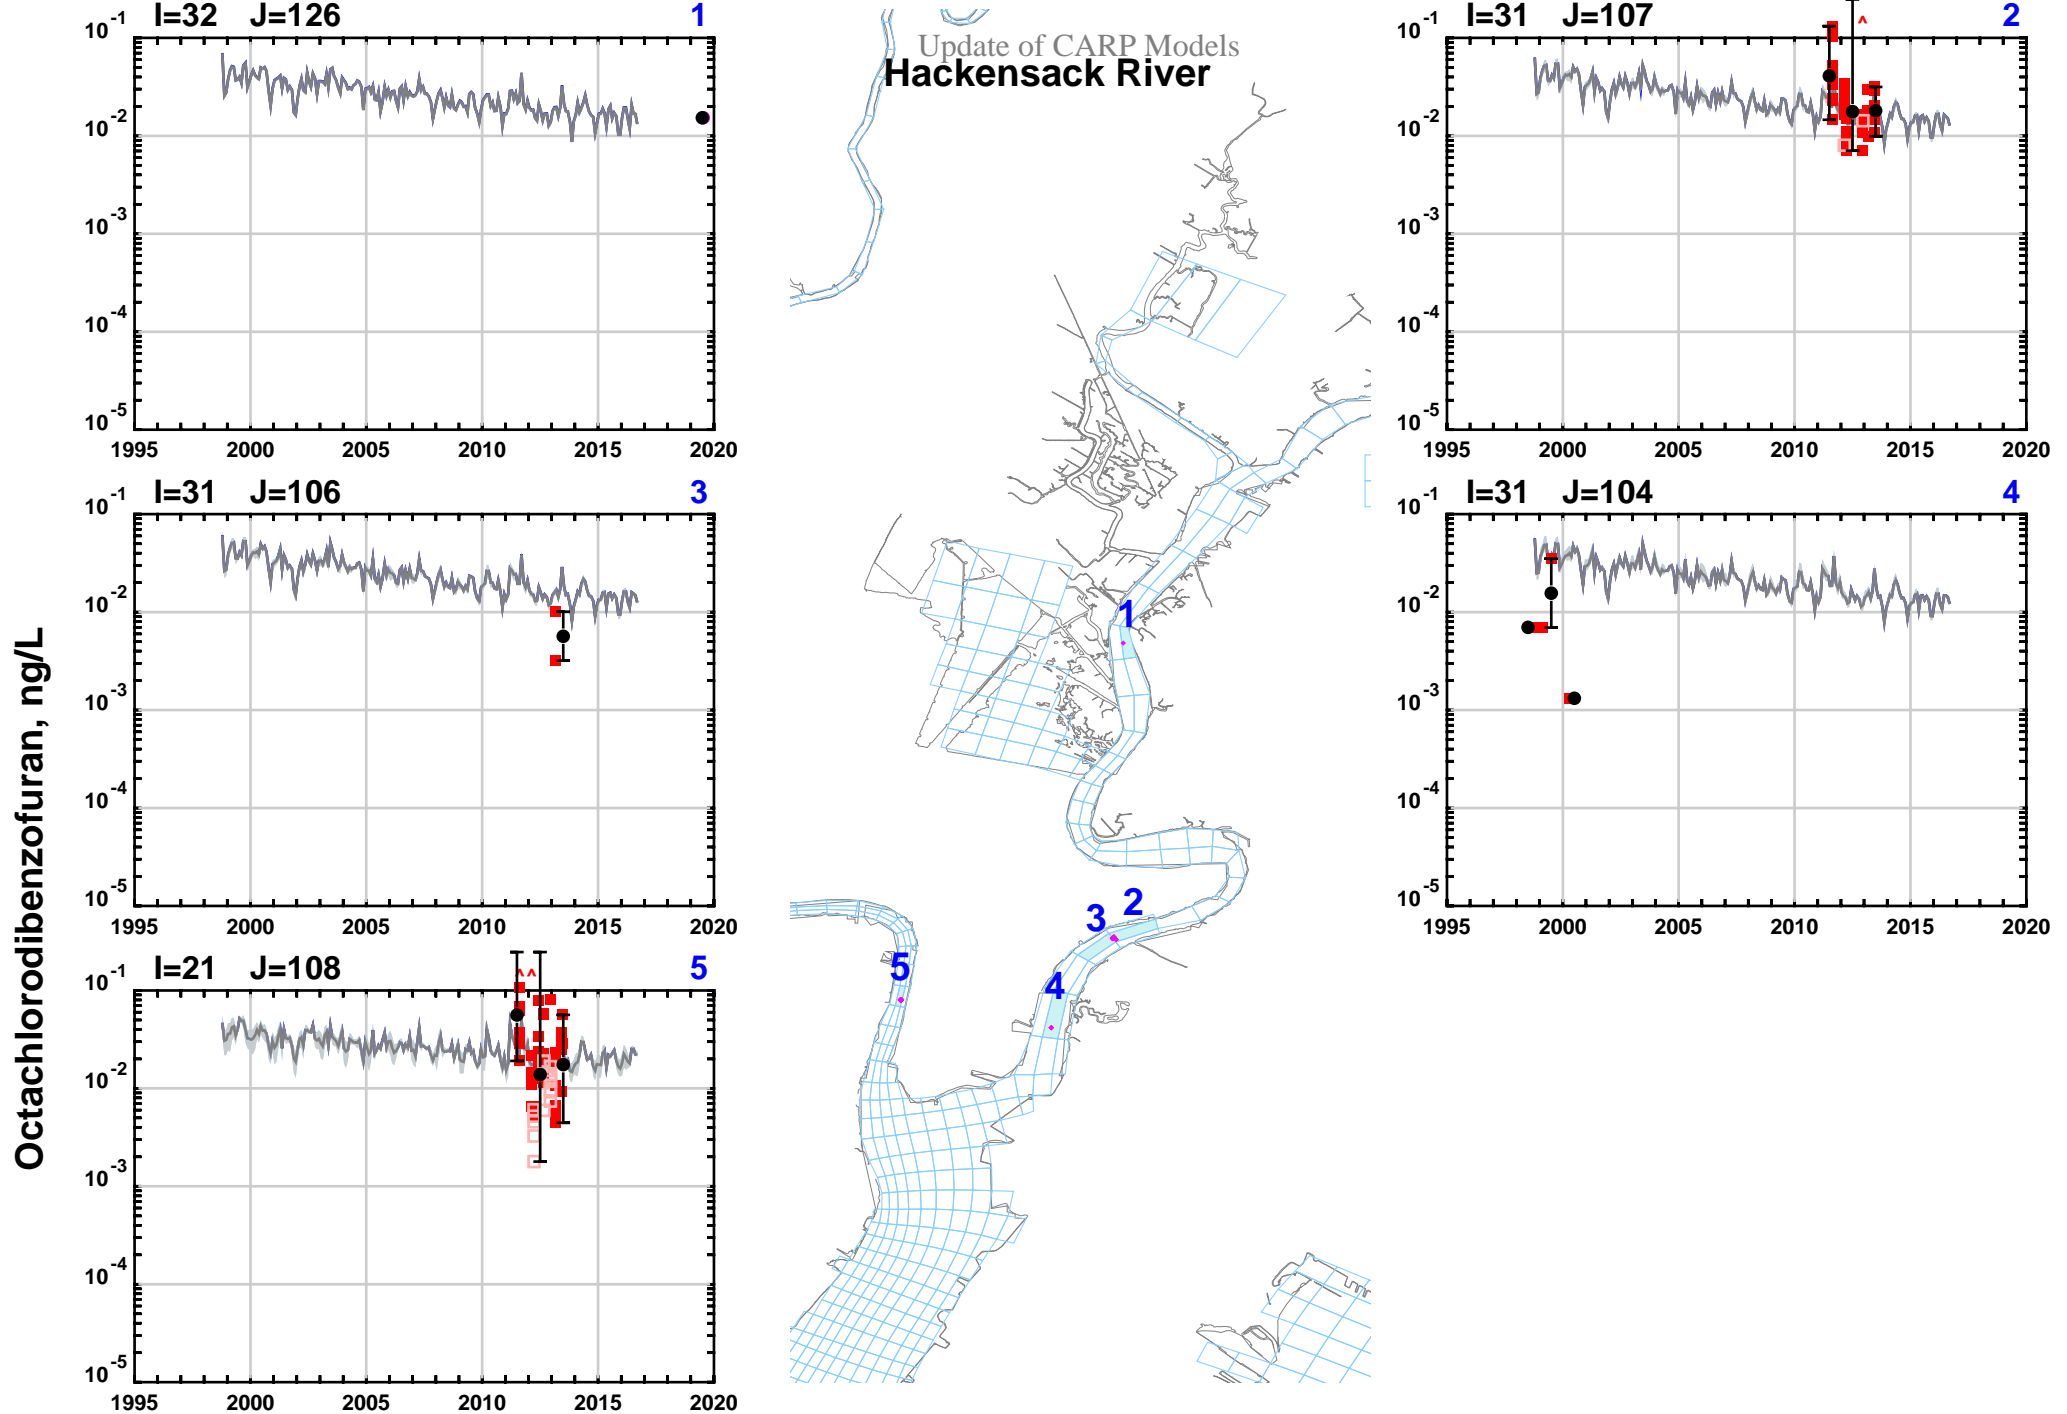 Update of CARP Models
Hackensack River
Octachlorodibenzofuran, ng/L
I=32 J=126 1
10^-1
10^-2
10^-3
10^-4
10^-5
1995 2000 2005 2010 2015 2020
I=31 J=107 2
10^-1
10^-2
10^-3
10^-4
10^-5
1995 2000 2005 2010 2015 2020
I=31 J=106 3
10^-1
10^-2
10^-3
10^-4
10^-5
1995 2000 2005 2010 2015 2020
I=31 J=104 4
10^-1
10^-2
10^-3
10^-4
10^-5
1995 2000 2005 2010 2015 2020
I=21 J=108 5
10^-1
10^-2
10^-3
10^-4
10^-5
1995 2000 2005 2010 2015 2020
1
2
3
4
5